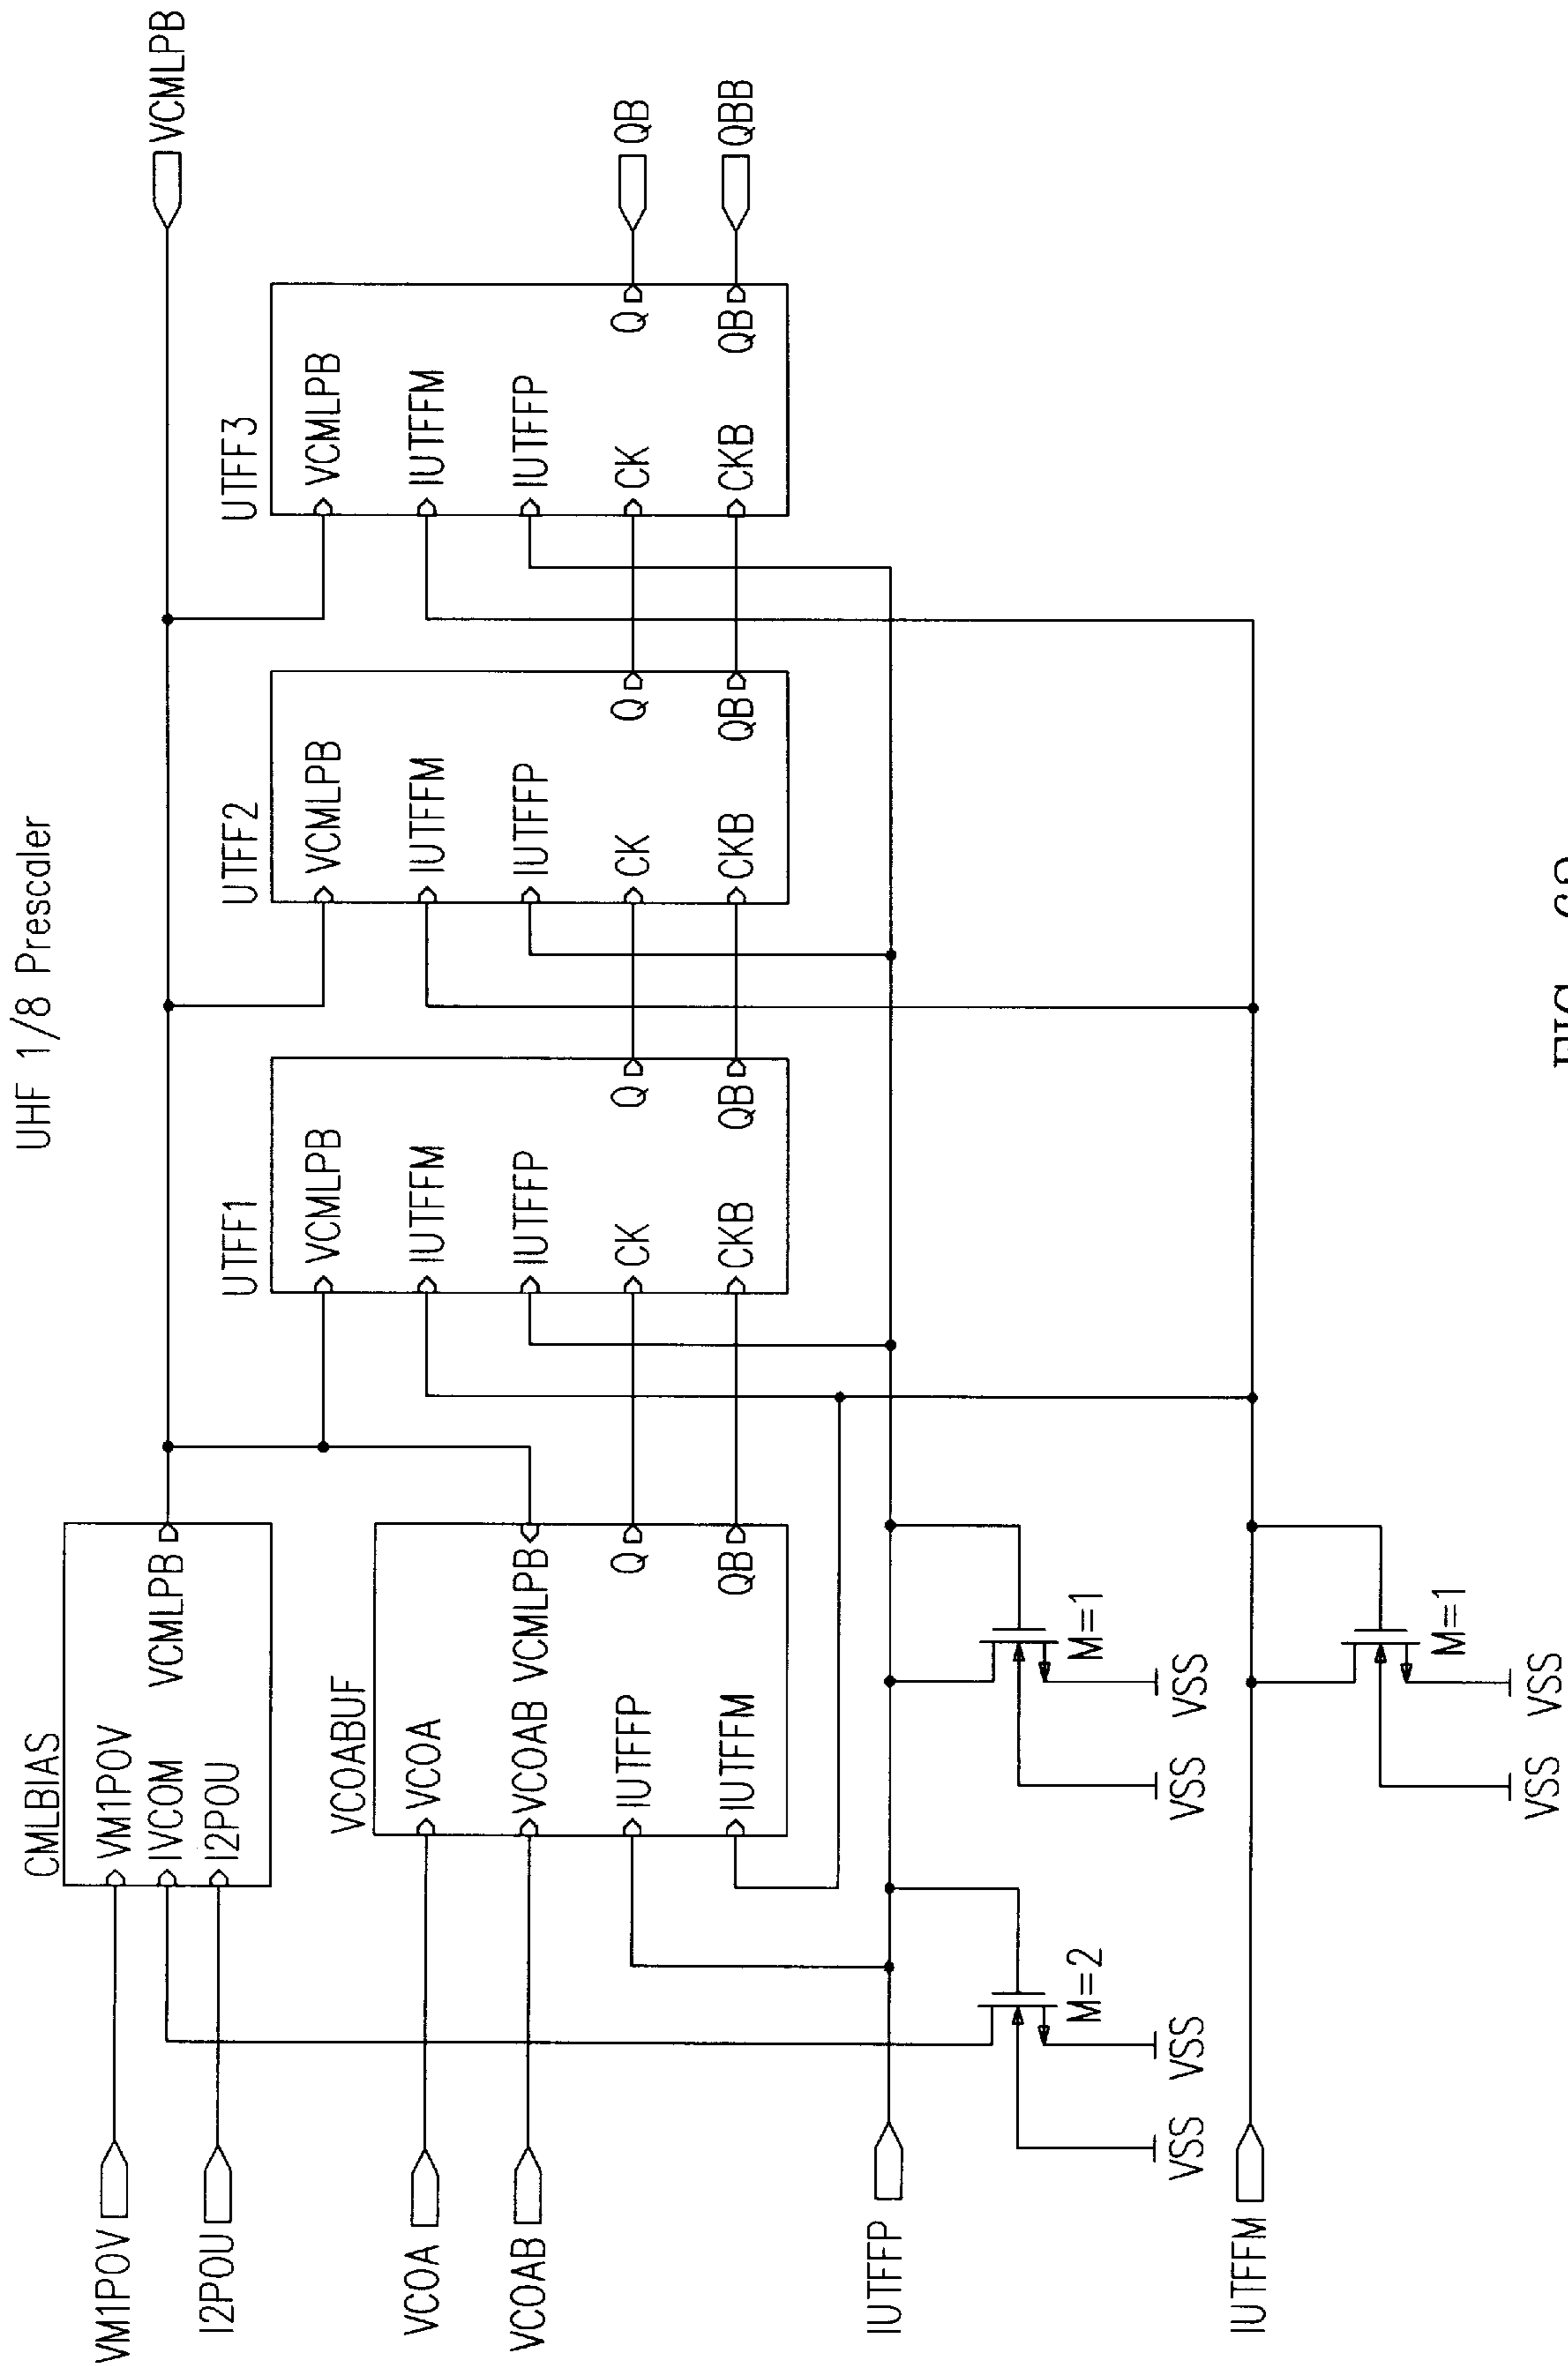 UHF 1/8 Prescaler
CMLBIAS
VM1POV
IVCOM
I2POU
VCMLPB
VM1POV
I2POU
VCMLPB
VCOABUF
VCOA
VCOAB VCMLPB
IUTFFP
Q
IUTFFM
QB
VCOA
VCOAB
UTFF1
VCMLPB
IUTFFM
IUTFFP
CK
Q
CKB
QB
UTFF2
VCMLPB
IUTFFM
IUTFFP
CK
Q
CKB
QB
UTFF3
VCMLPB
IUTFFM
IUTFFP
CK
Q
CKB
QB
QB
QBB
IUTFFP
M=2
VSS
VSS
M=1
VSS
VSS
IUTFFM
M=1
VSS
VSS